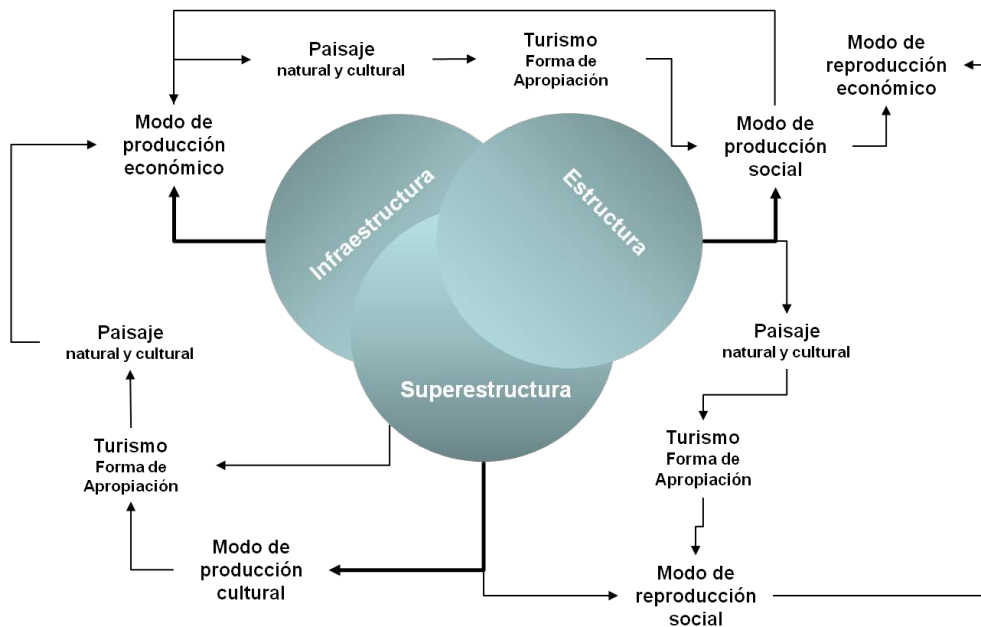 Paisaje
natural y cultural
Turismo
Forma de
Apropiación
Modo de
reproducción
económico
Modo de
producción
económico
Modo de
producción
social
Infraestructura
Estructura
Superestructura
Paisaje
natural y cultural
Paisaje
natural y cultural
Turismo
Forma de
Apropiación
Turismo
Forma de
Apropiación
Modo de
producción
cultural
Modo de
reproducción
social